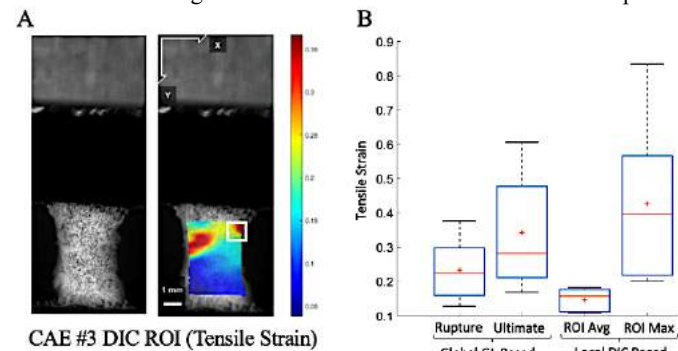 A
B
X
Y
0.35
0.3
0.25
0.2
0.15
0.1
0.05
1 mm
CAE #3 DIC ROI (Tensile Strain)
Tensile Strain
0.9
0.8
0.7
0.6
0.5
0.4
0.3
0.2
0.1
Rupture Ultimate ROI Avg ROI Max